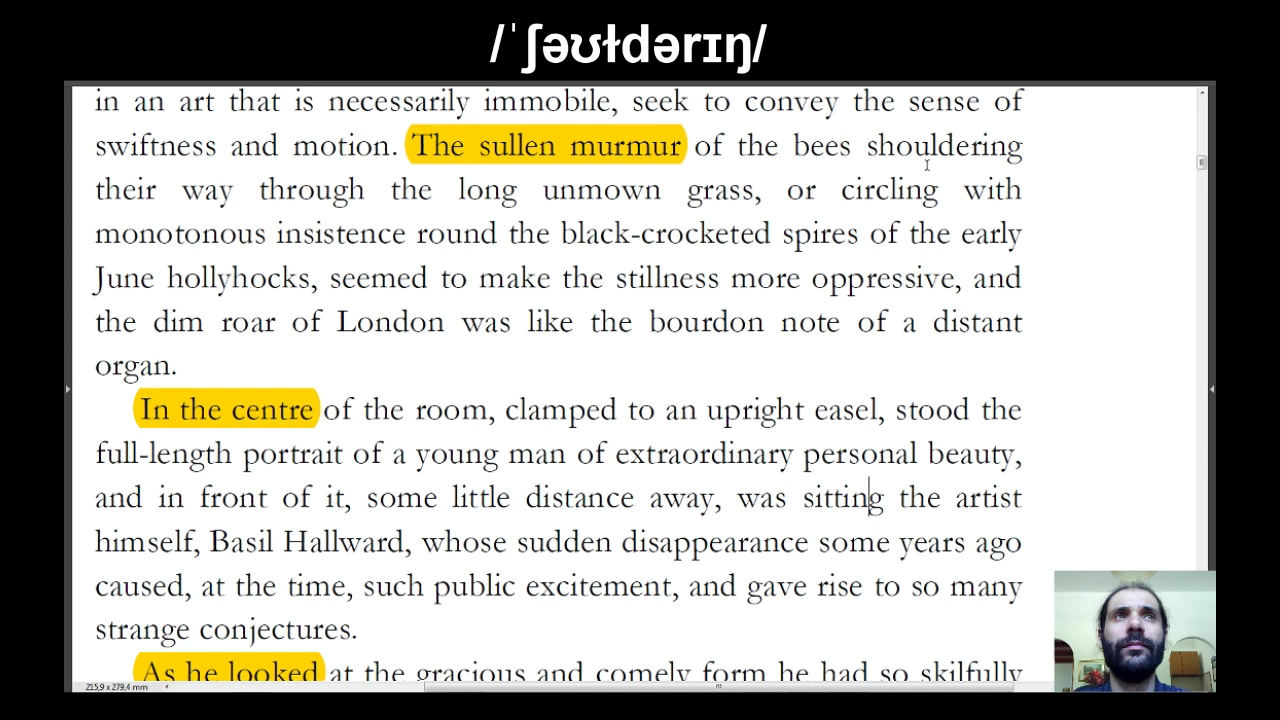 /ˈʃəʊɫdərɪŋ/
in an art that is necessarily immobile, seek to convey the sense of
swiftness and motion. The sullen murmur of the bees shouldering
their way through the long unmown grass, or circling with
monotonous insistence round the black-crocketed spires of the early
June hollyhocks, seemed to make the stillness more oppressive, and
the dim roar of London was like the bourdon note of a distant
organ.
In the centre of the room, clamped to an upright easel, stood the
full-length portrait of a young man of extraordinary personal beauty,
and in front of it, some little distance away, was sitting the artist
himself, Basil Hallward, whose sudden disappearance some years ago
caused, at the time, such public excitement, and gave rise to so many
strange conjectures.
As he looked at the gracious and comely form he had so skilfully
215,9 x 279,4 mm